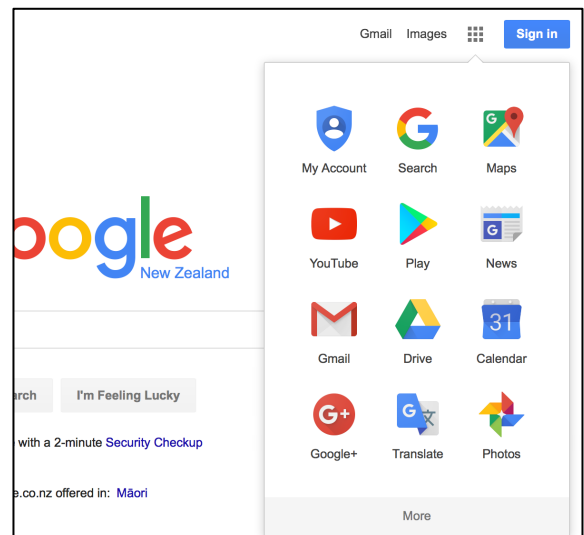 Gmail Images Sign in
My Account Search Maps
YouTube Play News
Gmail Drive Calendar
Google+ Translate Photos
More
oogle
New Zealand
arch I'm Feeling Lucky
with a 2-minute Security Checkup
e.co.nz offered in: Māori
G
G
31
G+
G 文